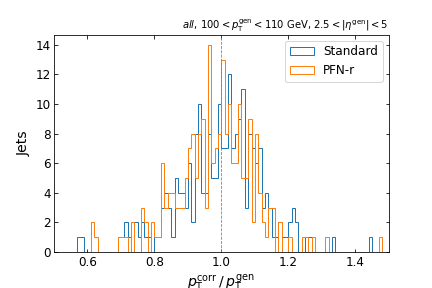 all, 100 < p_T^gen < 110 GeV, 2.5 < |η^gen| < 5
Standard
PFN-r
Jets
14
12
10
8
6
4
2
0
0.6 0.8 1.0 1.2 1.4
p_T^corr / p_T^gen